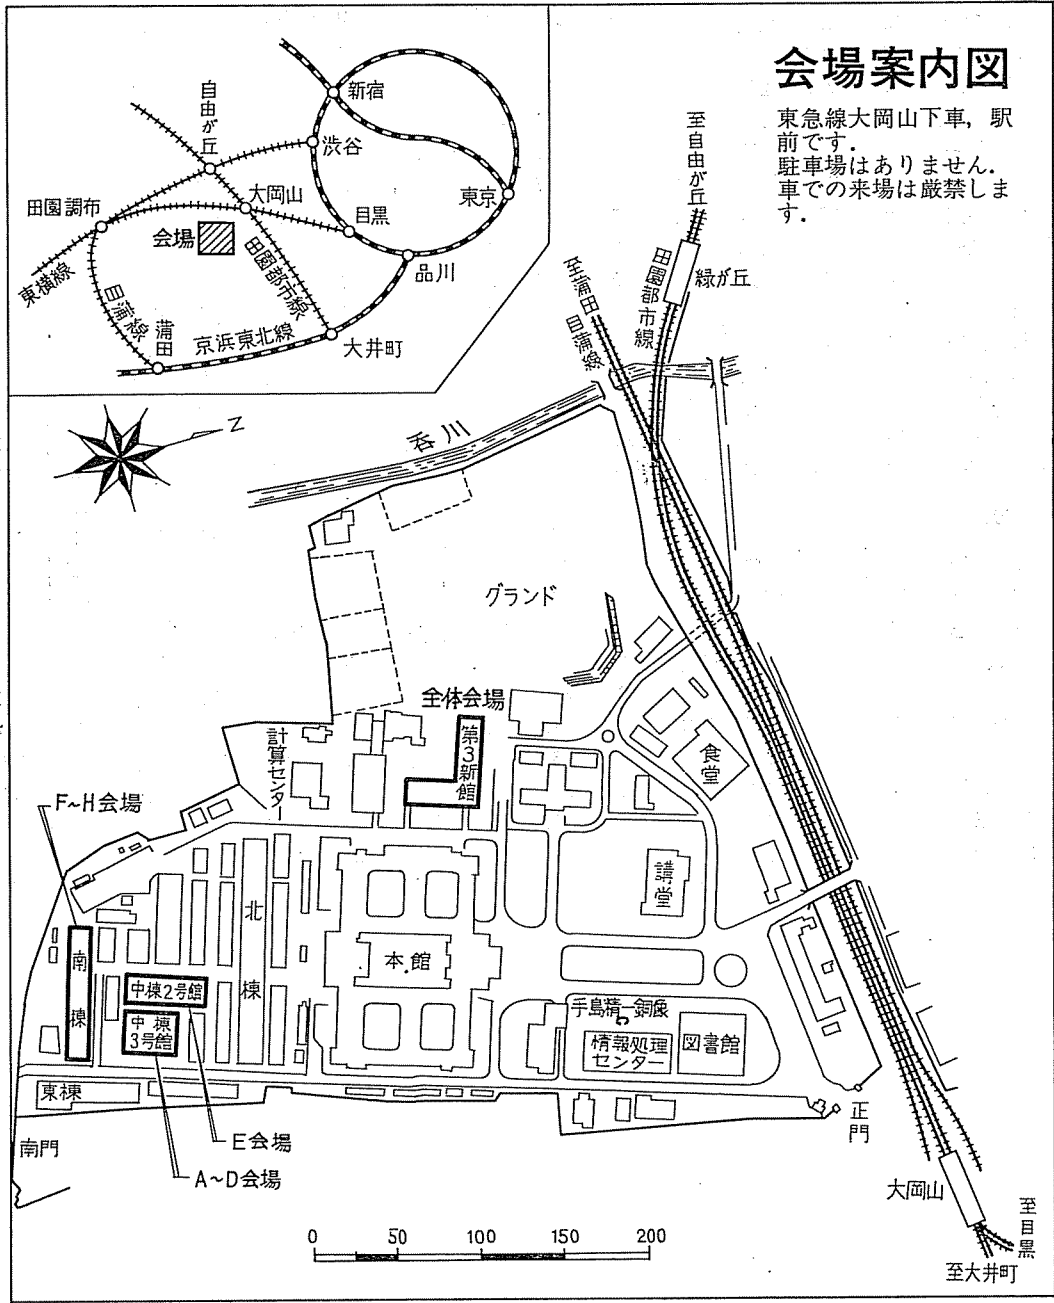 会場案内図
東急線大岡山下車，駅
前です．
駐車場はありません．
車での来場は厳禁しま
す．
新宿
自由が丘
渋谷
田園調布
大岡山
目黒
東京
会場
品川
東横線
目蒲線
蒲田
田園都市線
京浜東北線
大井町
至自由が丘
至蒲田
目蒲線
田園都市線
緑が丘
N
呑川
グランド
全体会場
第3新館
計算センター
食堂
F~H会場
講堂
北棟
南棟
本館
中棟2号館
中棟
3号館
手島精一銅像
情報処理
センター
図書館
東棟
正門
南門
E会場
A~D会場
大岡山
至目黒
至大井町
0 50 100 150 200